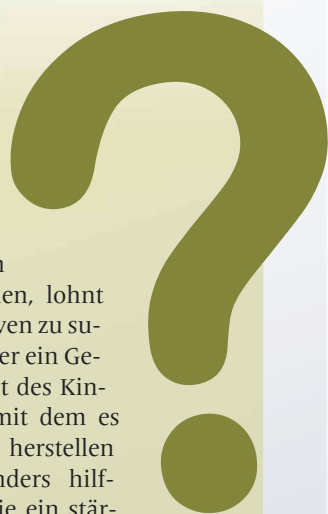 en, lohnt
ven zu su-
er ein Ge-
t des Kin-
mit dem es
herstellen
nders hilf-
ie ein stär-
?